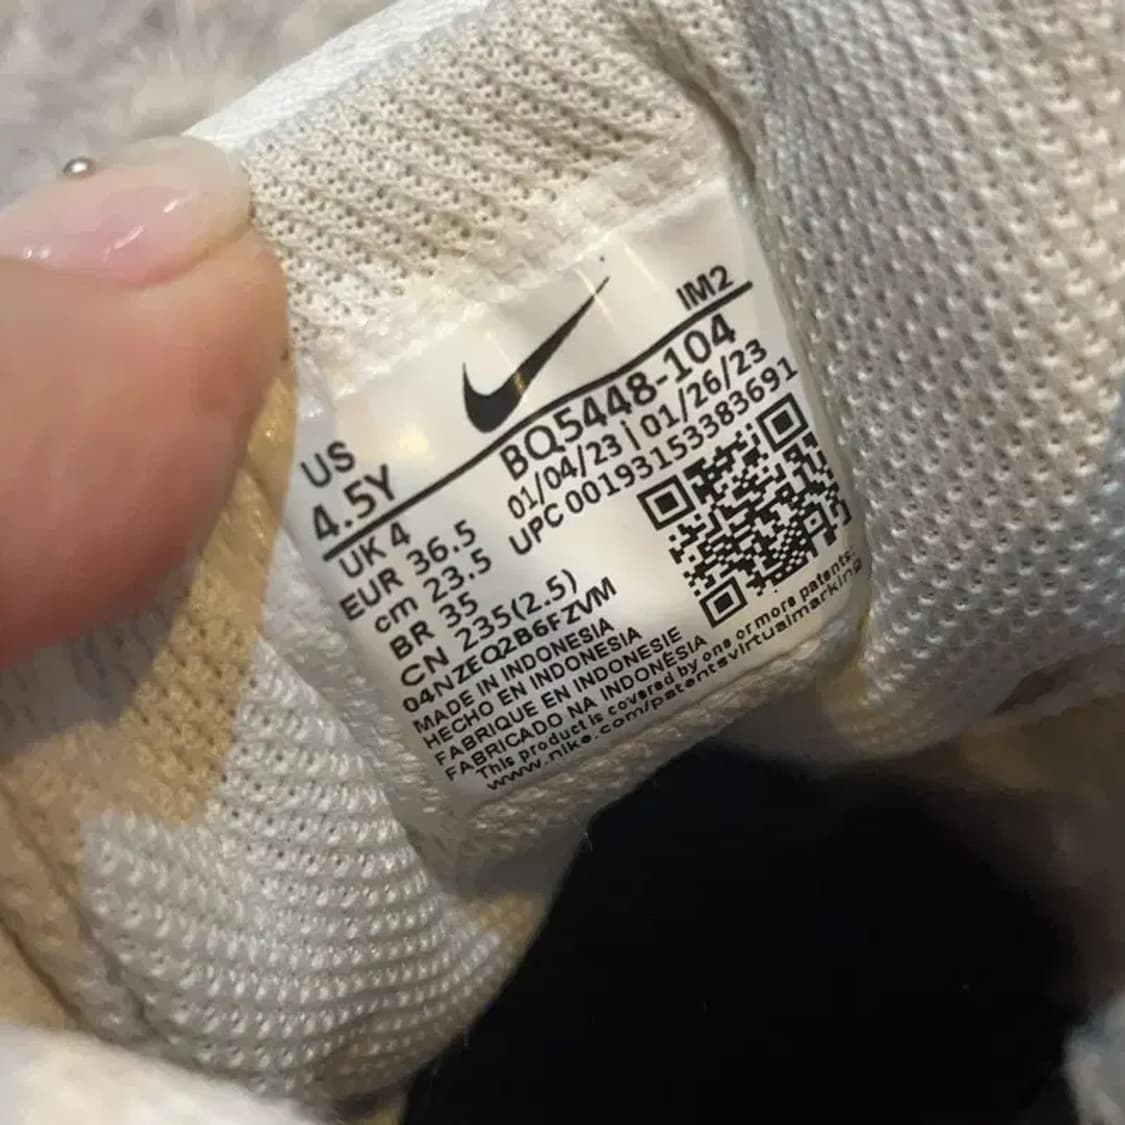 IM2
US
4.5Y
BQ5448-104
01/04/23 | 01/26/23
UPC 00193153383691
UK 4
EUR 36.5
cm 23.5
BR 35
CN 235(2.5)
04NZEQ2B6FZVM
MADE IN INDONESIA
HECHO EN INDONESIA
FABRIQUE EN INDONESIE
FABRICADO NA INDONÉSIA
This product is covered by one or more patents:
www.nike.com/patentsvirtualmarking